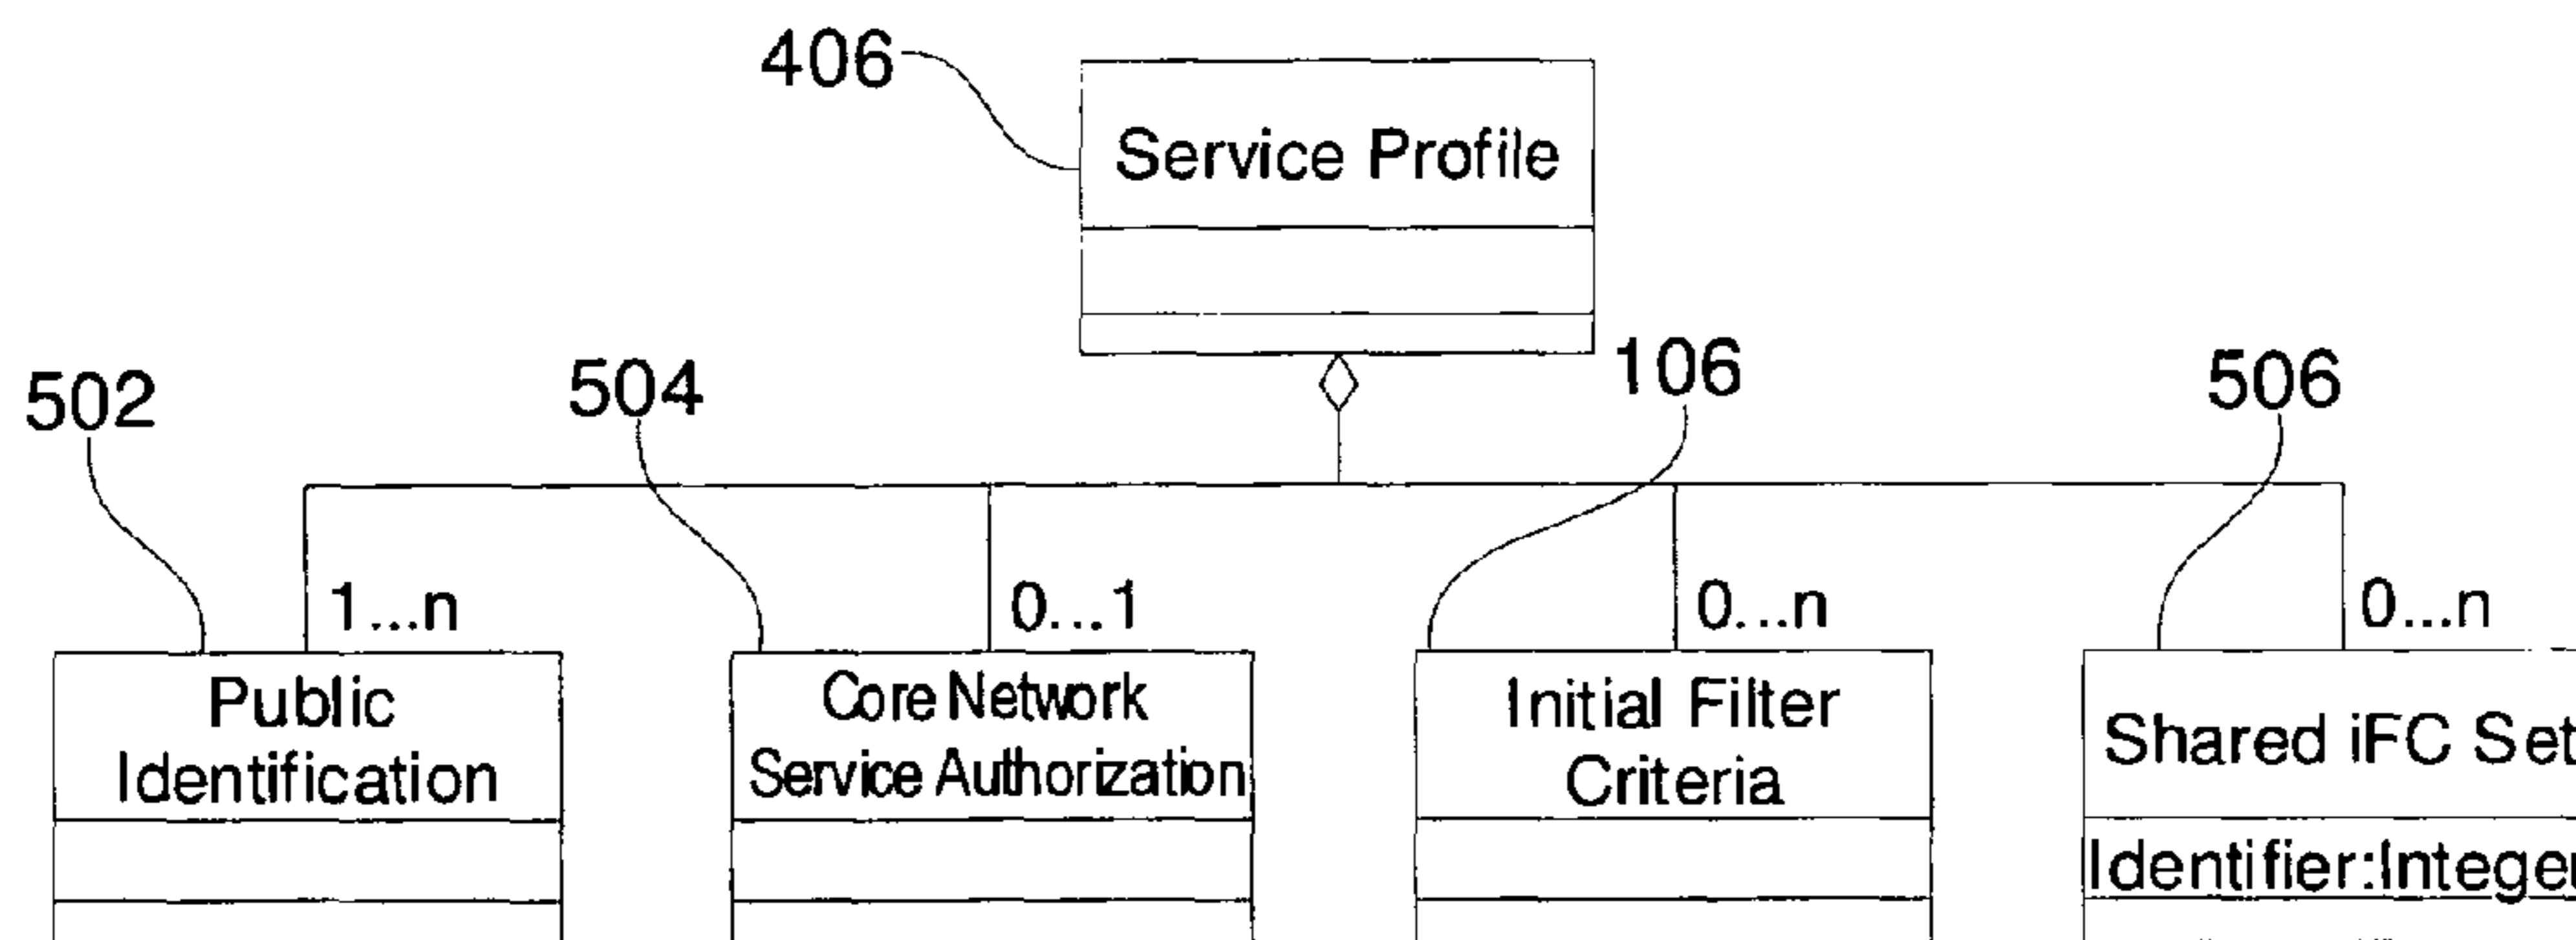 406
Service Profile
502
504
106
506
1...n
0...1
0...n
0...n
Public
Identification
Core Network
Service Authorization
Initial Filter
Criteria
Shared iFC Set
Identifier:Integer